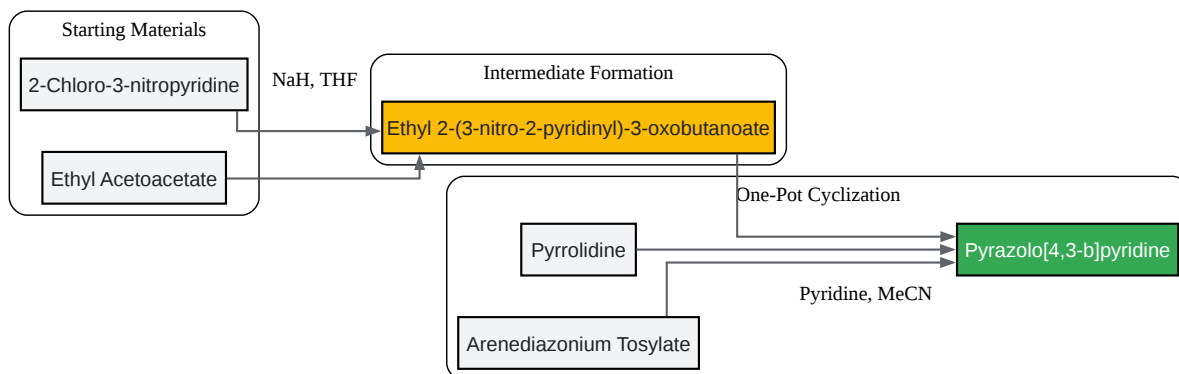 Starting Materials
2-Chloro-3-nitropyridine
Ethyl Acetoacetate
NaH, THF
Intermediate Formation
Ethyl 2-(3-nitro-2-pyridinyl)-3-oxobutanoate
One-Pot Cyclization
Pyrrolidine
Pyrazolo[4,3-b]pyridine
Pyridine, MeCN
Arenediazonium Tosylate